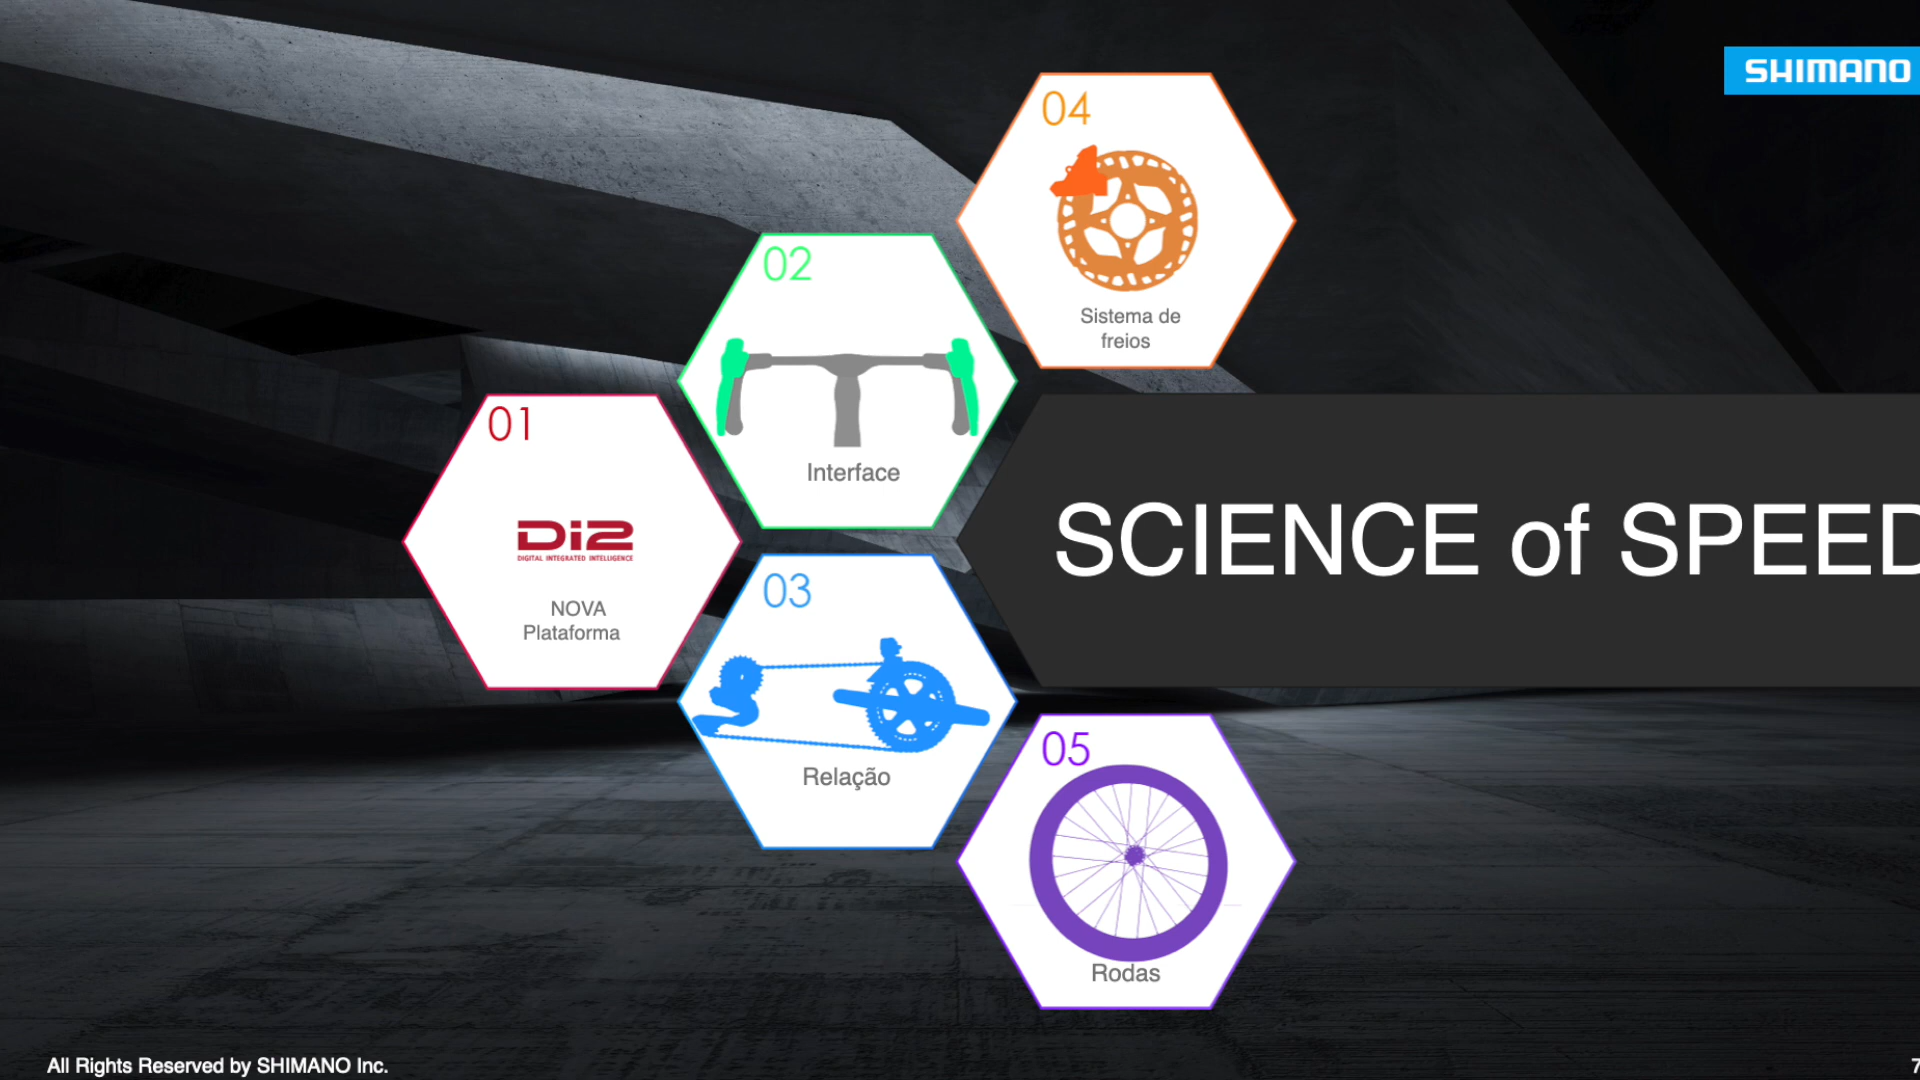 SHIMANO
04
Sistema de
freios
02
Interface
01
Di2
DIGITAL INTEGRATED INTELLIGENCE
NOVA
Plataforma
SCIENCE of SPEED
03
Relação
05
Rodas
All Rights Reserved by SHIMANO Inc.
7